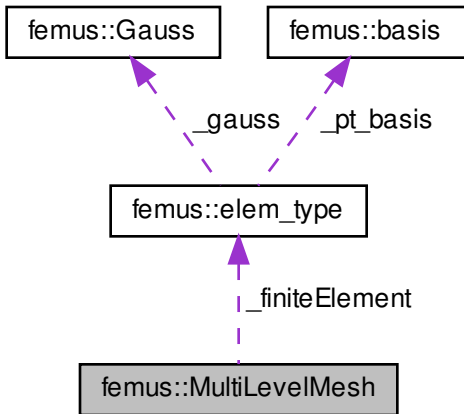 femus::Gauss
femus::basis
_gauss
_pt_basis
femus::elem_type
_finiteElement
femus::MultiLevelMesh